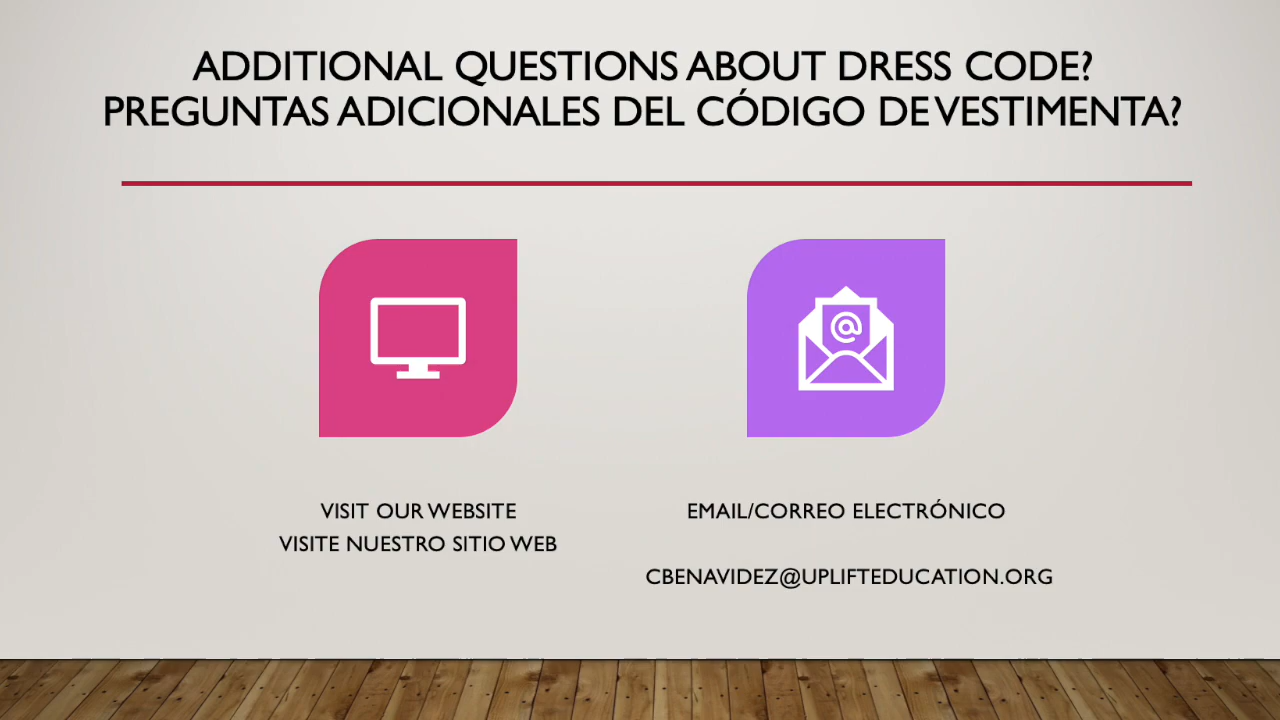 ADDITIONAL QUESTIONS ABOUT DRESS CODE?
PREGUNTAS ADICIONALES DEL CÓDIGO DE VESTIMENTA?
VISIT OUR WEBSITE
VISITE NUESTRO SITIO WEB
EMAIL/CORREO ELECTRÓNICO
CBENAVIDEZ@UPLIFTEDUCATION.ORG